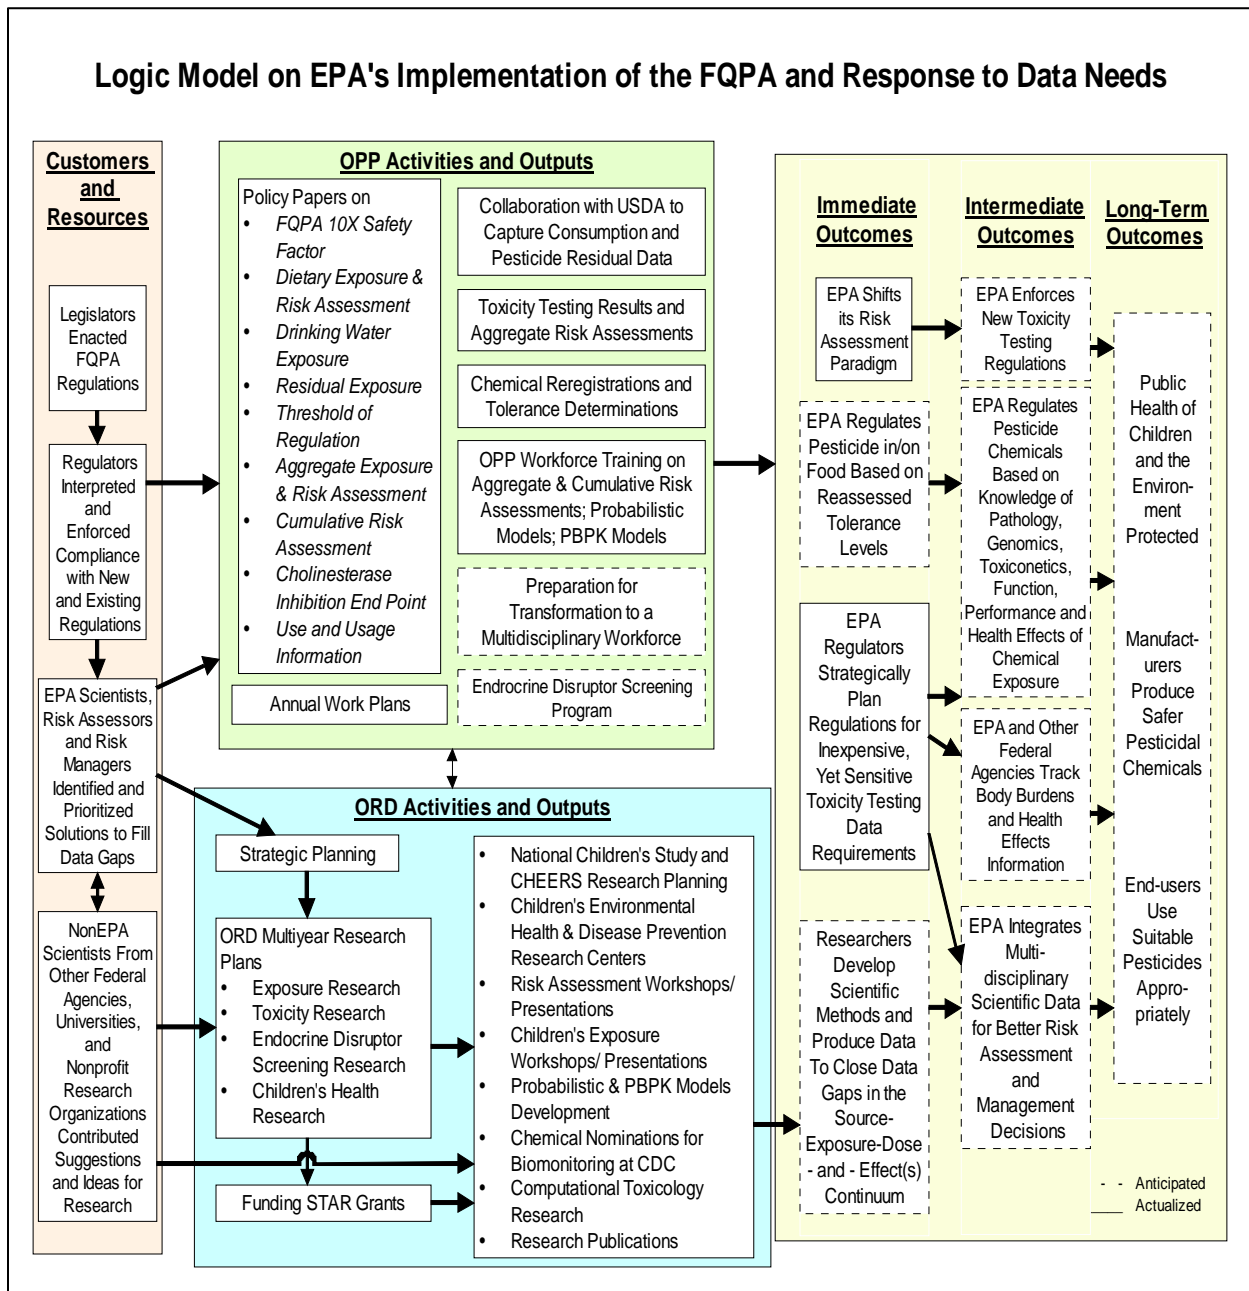 Logic Model on EPA's Implementation of the FQPA and Response to Data Needs
Customers
and
Resources
Legislators
Enacted
FQPA
Regulations
Regulators
Interpreted
and
Enforced
Compliance
with New
and Existing
Regulations
EPA Scientists,
Risk Assessors
and Risk
Managers
Identified and
Prioritized
Solutions to Fill
Data Gaps
NonEPA
Scientists From
Other Federal
Agencies,
Universities,
and
Nonprofit
Research
Organizations
Contributed
Suggestions
and Ideas for
Research
OPP Activities and Outputs
Policy Papers on
• FQPA 10X Safety
Factor
• Dietary Exposure &
Risk Assessment
• Drinking Water
Exposure
• Residual Exposure
• Threshold of
Regulation
• Aggregate Exposure
& Risk Assessment
• Cumulative Risk
Assessment
• Cholinesterase
Inhibition End Point
• Use and Usage
Information
Annual Work Plans
Collaboration with USDA to
Capture Consumption and
Pesticide Residual Data
Toxicity Testing Results and
Aggregate Risk Assessments
Chemical Reregistrations and
Tolerance Determinations
OPP Workforce Training on
Aggregate & Cumulative Risk
Assessments; Probabilistic
Models; PBPK Models
Preparation for
Transformation to a
Multidisciplinary Workforce
Endrocrine Disruptor Screening
Program
ORD Activities and Outputs
Strategic Planning
ORD Multiyear Research
Plans
• Exposure Research
• Toxicity Research
• Endocrine Disruptor
Screening Research
• Children's Health
Research
Funding STAR Grants
• National Children's Study and
CHEERS Research Planning
• Children's Environmental
Health & Disease Prevention
Research Centers
• Risk Assessment Workshops/
Presentations
• Children's Exposure
Workshops/ Presentations
• Probabilistic & PBPK Models
Development
• Chemical Nominations for
Biomonitoring at CDC
• Computational Toxicology
Research
• Research Publications
Immediate
Outcomes
EPA Shifts
its Risk
Assessment
Paradigm
EPA Regulates
Pesticide in/on
Food Based on
Reassessed
Tolerance
Levels
EPA
Regulators
Strategically
Plan
Regulations for
Inexpensive,
Yet Sensitive
Toxicity Testing
Data
Requirements
Researchers
Develop
Scientific
Methods and
Produce Data
To Close Data
Gaps in the
Source-
Exposure-Dose
- and - Effect(s)
Continuum
Intermediate
Outcomes
EPA Enforces
New Toxicity
Testing
Regulations
EPA Regulates
Pesticide
Chemicals
Based on
Knowledge of
Pathology,
Genomics,
Toxiconetics,
Function,
Performance and
Health Effects of
Chemical
Exposure
EPA and Other
Federal
Agencies Track
Body Burdens
and Health
Effects
Information
EPA Integrates
Multi-
disciplinary
Scientific Data
for Better Risk
Assessment
and
Management
Decisions
Long-Term
Outcomes
Public
Health of
Children
and the
Environ-
ment
Protected
Manufact-
urers
Produce
Safer
Pesticidal
Chemicals
End-users
Use
Suitable
Pesticides
Appro-
priately
- - Anticipated
___ Actualized